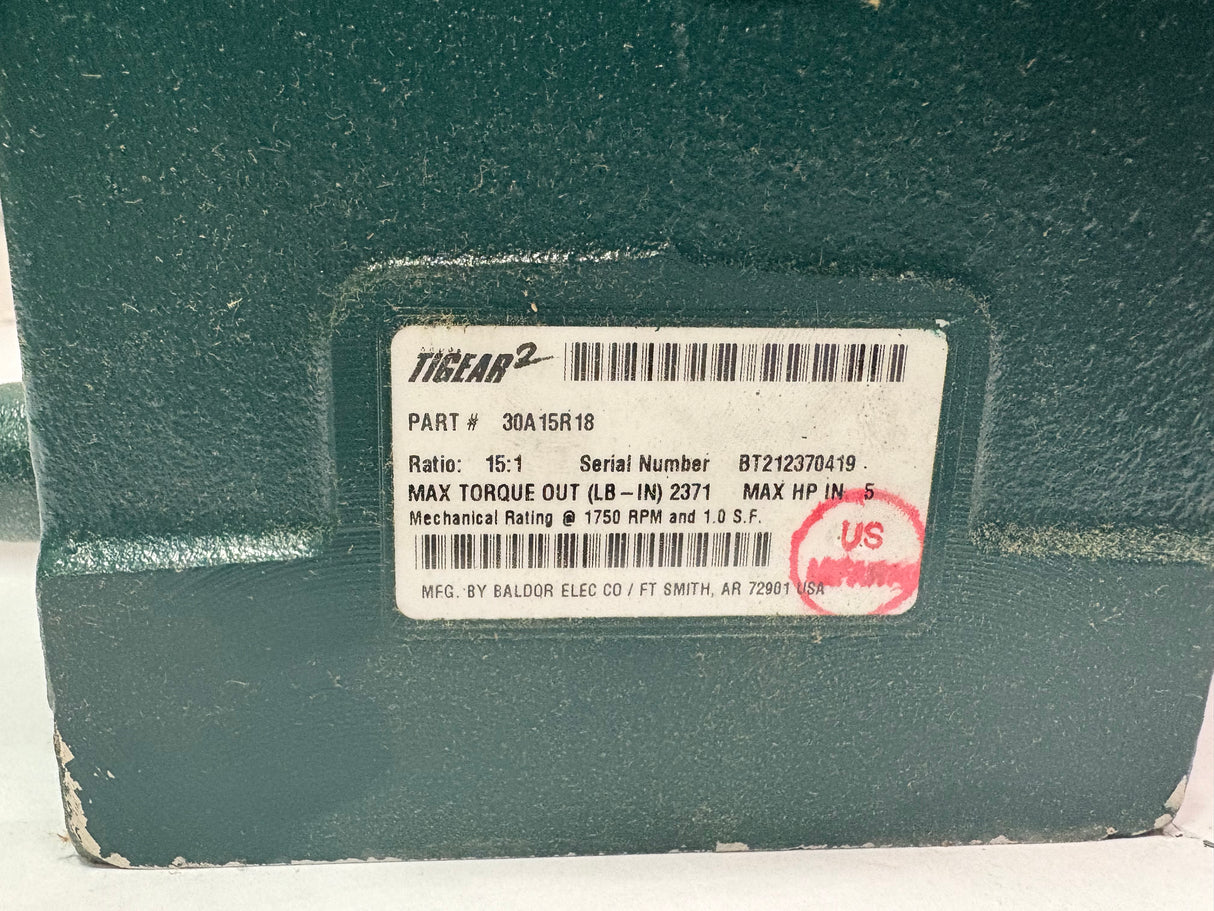 TIGEAR2
PART # 30A15R18
Ratio: 15:1 Serial Number BT212370419
MAX TORQUE OUT (LB-IN) 2371 MAX HP IN 5
Mechanical Rating @ 1750 RPM and 1.0 S.F.
US
MFG. BY BALDOR ELEC CO / FT SMITH, AR 72901 USA